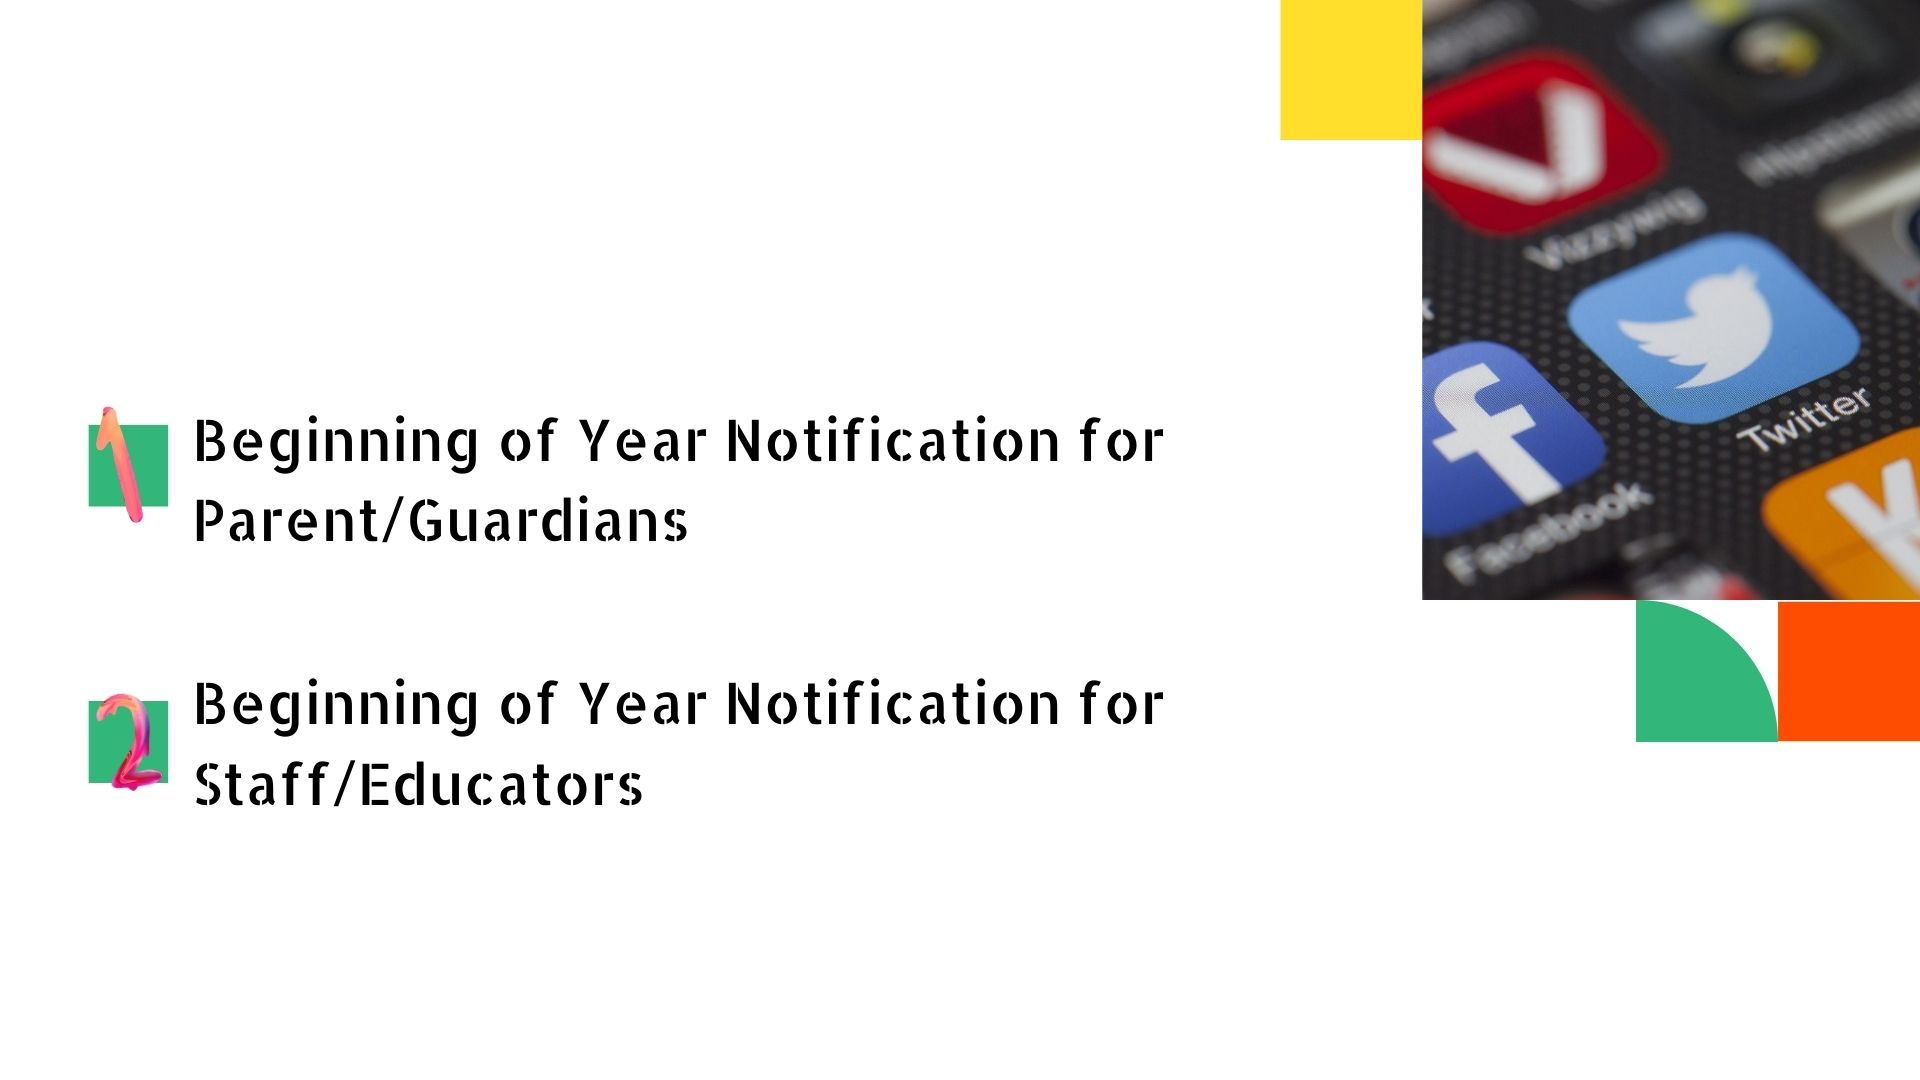 1
Beginning of Year Notification for
Parent/Guardians
2
Beginning of Year Notification for
Staff/Educators
Vizzywig
Twitter
Facebook